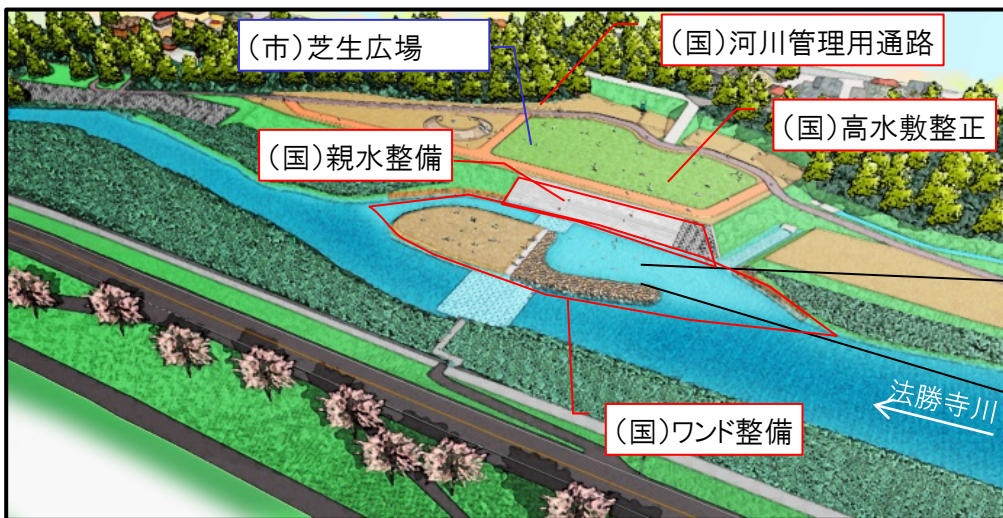 (市)芝生広場
(国)河川管理用通路
(国)高水敷整正
(国)親水整備
法勝寺川
(国)ワンド整備